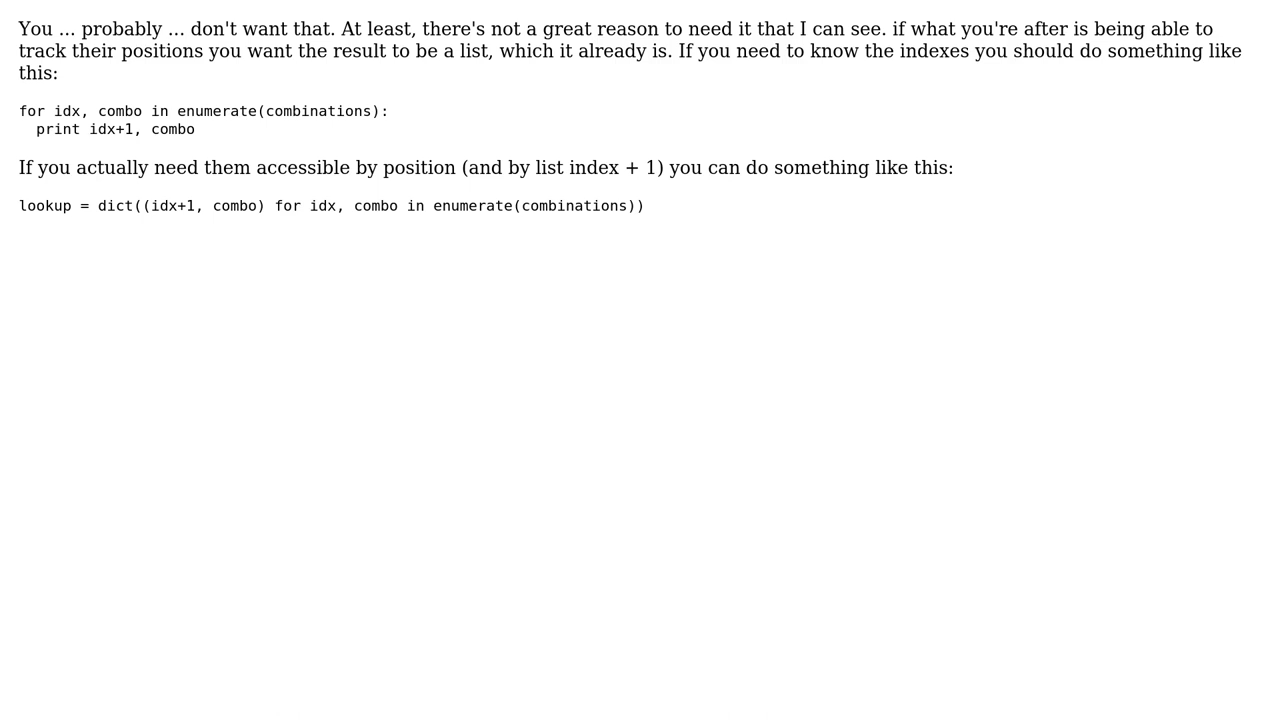 You ... probably ... don't want that. At least, there's not a great reason to need it that I can see. if what you're after is being able to
track their positions you want the result to be a list, which it already is. If you need to know the indexes you should do something like
this:
for idx, combo in enumerate(combinations):
  print idx+1, combo
If you actually need them accessible by position (and by list index + 1) you can do something like this:
lookup = dict((idx+1, combo) for idx, combo in enumerate(combinations))